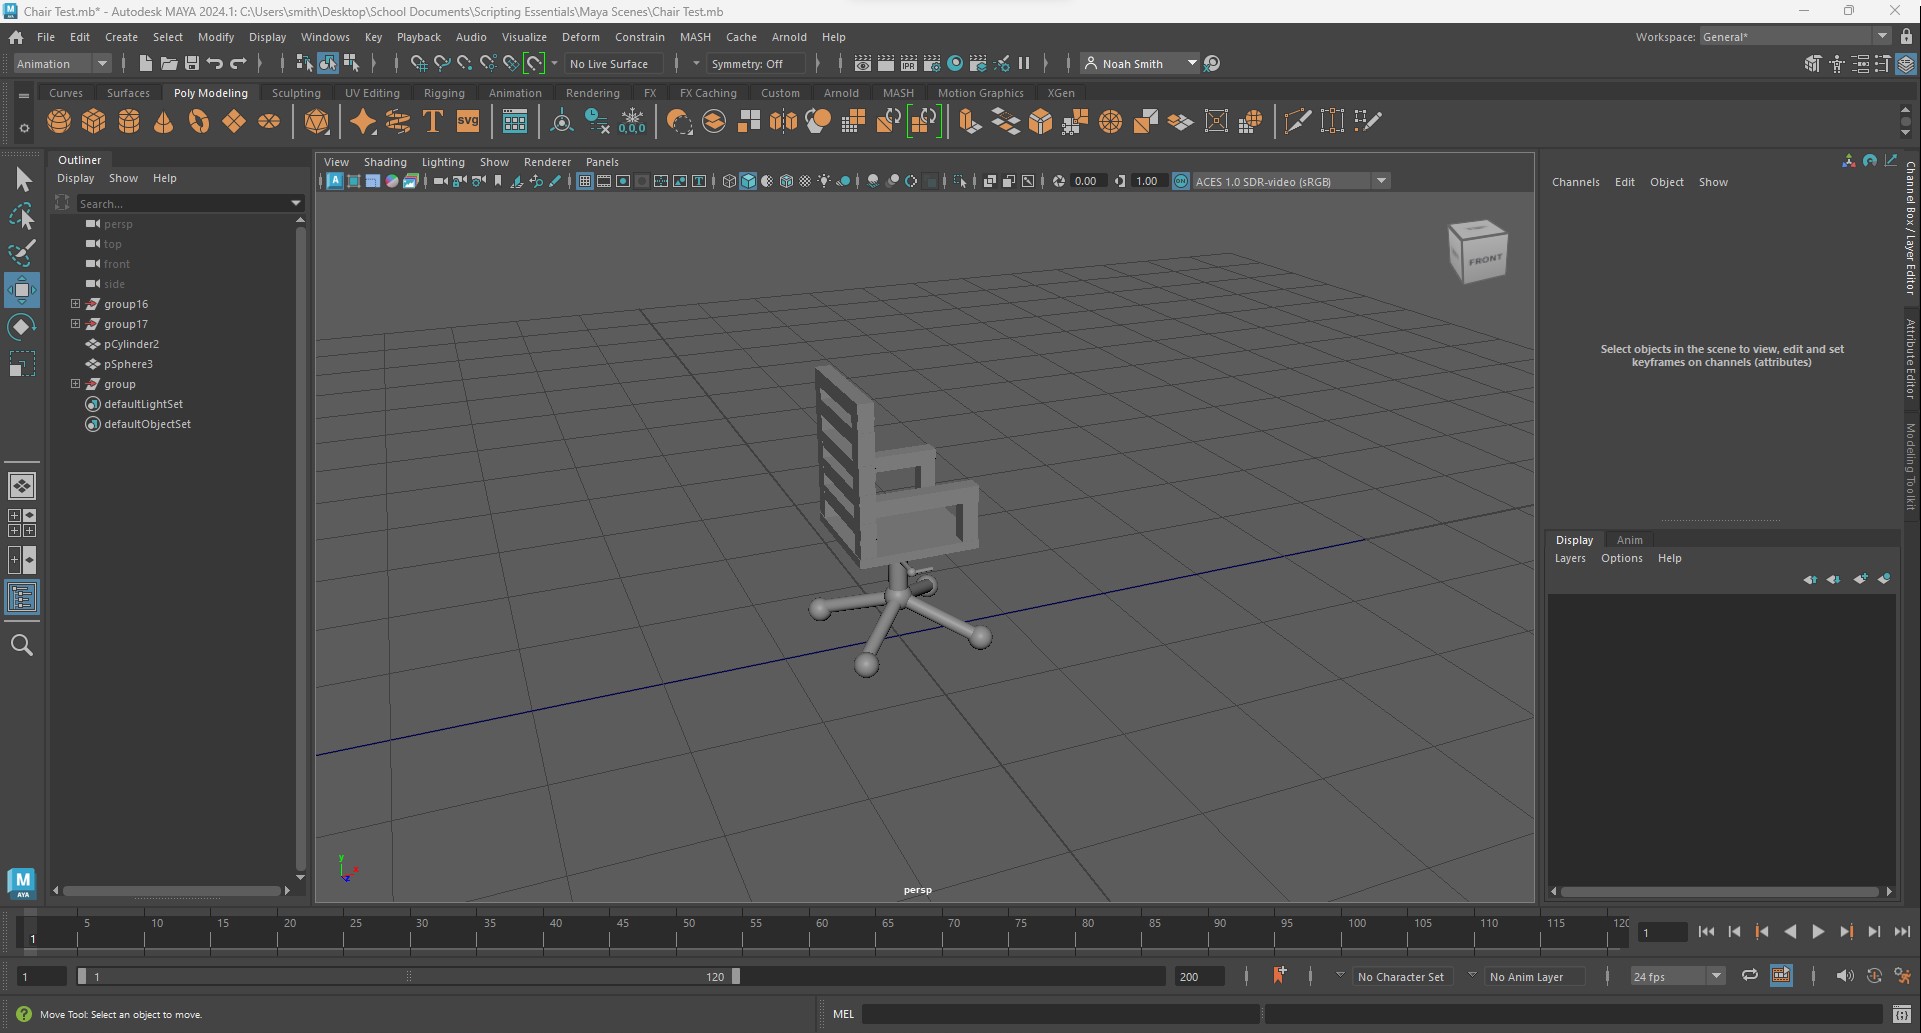 Chair Test.mb* - Autodesk MAYA 2024.1: C:\Users\smith\Desktop\School Documents\Scripting Essentials\Maya Scenes\Chair Test.mb
File Edit Create Select Modify Display Windows Key Playback Audio Visualize Deform Constrain MASH Cache Arnold Help Workspace: General*
Animation No Live Surface Symmetry: Off IPR Noah Smith
Curves Surfaces Poly Modeling Sculpting UV Editing Rigging Animation Rendering FX FX Caching Custom Arnold MASH Motion Graphics XGen
T SVG 0,0,0
Outliner
Display Show Help
Search...
persp
top
front
side
group16
group17
pCylinder2
pSphere3
group
defaultLightSet
defaultObjectSet
View Shading Lighting Show Renderer Panels
0.00 1.00 ON ACES 1.0 SDR-video (sRGB)
FRONT
y
x
z
persp
Channels Edit Object Show
Select objects in the scene to view, edit and set
keyframes on channels (attributes)
Channel Box / Layer Editor
Attribute Editor
Modeling Toolkit
Display Anim
Layers Options Help
M
AYA
5 10 15 20 25 30 35 40 45 50 55 60 65 70 75 80 85 90 95 100 105 110 115 120
1 1
1 1 120 200 No Character Set No Anim Layer 24 fps
Move Tool: Select an object to move. MEL